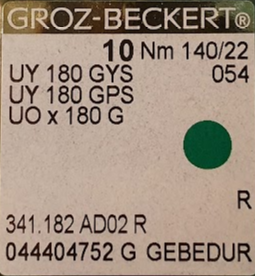 GROZ-BECKERT®
10 Nm 140/22
UY 180 GYS 054
UY 180 GPS
UO x 180 G
R
341.182 AD02 R
044404752 G GEBEDUR